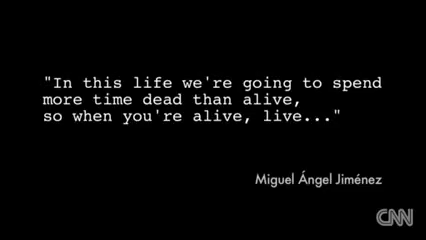 "In this life we're going to spend
more time dead than alive,
so when you're alive, live..."
Miguel Ángel Jiménez
CNN